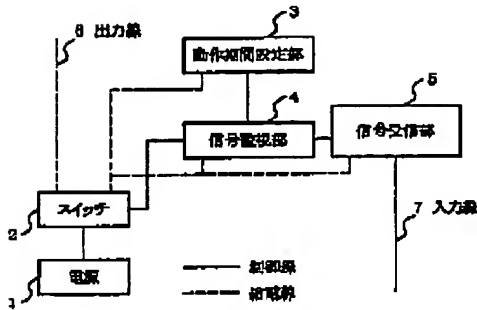 3
6 出力線
動作期間設定部
4
5
信号監視部
信号受信部
スイッチ
2
7 入力線
電源
1
制御線
給電線